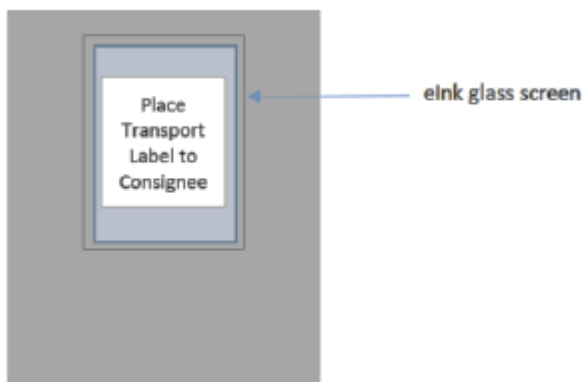 Place
Transport
Label to
Consignee
eInk glass screen